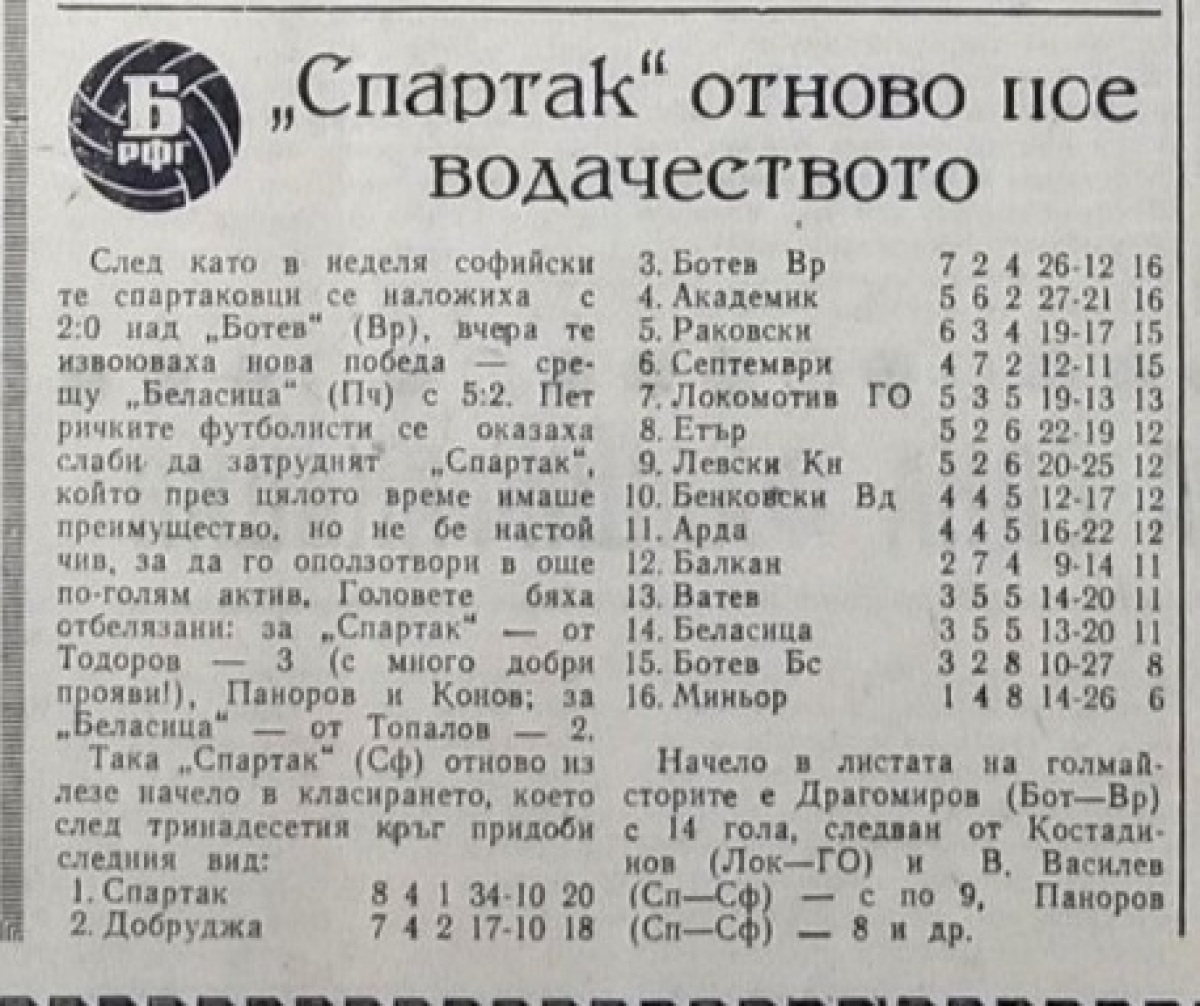 Б
РФГ
„Спартак“ отново пое
водачеството
След като в неделя софийски
те спартаковци се наложиха с
2:0 над „Ботев“ (Вр), вчера те
извоюваха нова победа — сре-
щу „Беласица“ (Пч) с 5:2. Пет
ричките футболисти се оказаха
слаби да затруднят „Спартак“,
който през цялото време имаше
преимущество, но не бе настой
чив, за да го оползотвори в още
по-голям актив. Головете бяха
отбелязани: за „Спартак“ — от
Тодоров — 3 (с много добри
прояви!), Паноров и Конов; за
„Беласица“ — от Топалов — 2.
Така „Спартак“ (Сф) отново из
лезе начело в класирането, което
след тринадесетия кръг придоби
следния вид:
1. Спартак 8 4 1 34-10 20
2. Добруджа 7 4 2 17-10 18
3. Ботев Вр 7 2 4 26-12 16
4. Академик 5 6 2 27-21 16
5. Раковски 6 3 4 19-17 15
6. Септември 4 7 2 12-11 15
7. Локомотив ГО 5 3 5 19-13 13
8. Етър 5 2 6 22-19 12
9. Левски Кн 5 2 6 20-25 12
10. Бенковски Вд 4 4 5 12-17 12
11. Арда 4 4 5 16-22 12
12. Балкан 2 7 4 9-14 11
13. Ватев 3 5 5 14-20 11
14. Беласица 3 5 5 13-20 11
15. Ботев Бс 3 2 8 10-27 8
16. Миньор 1 4 8 14-26 6
Начело в листата на голмай-
сторите е Драгомиров (Бот—Вр)
с 14 гола, следван от Костади-
нов (Лок—ГО) и В. Василев
(Сп—Сф) — с по 9, Паноров
(Сп—Сф) — 8 и др.